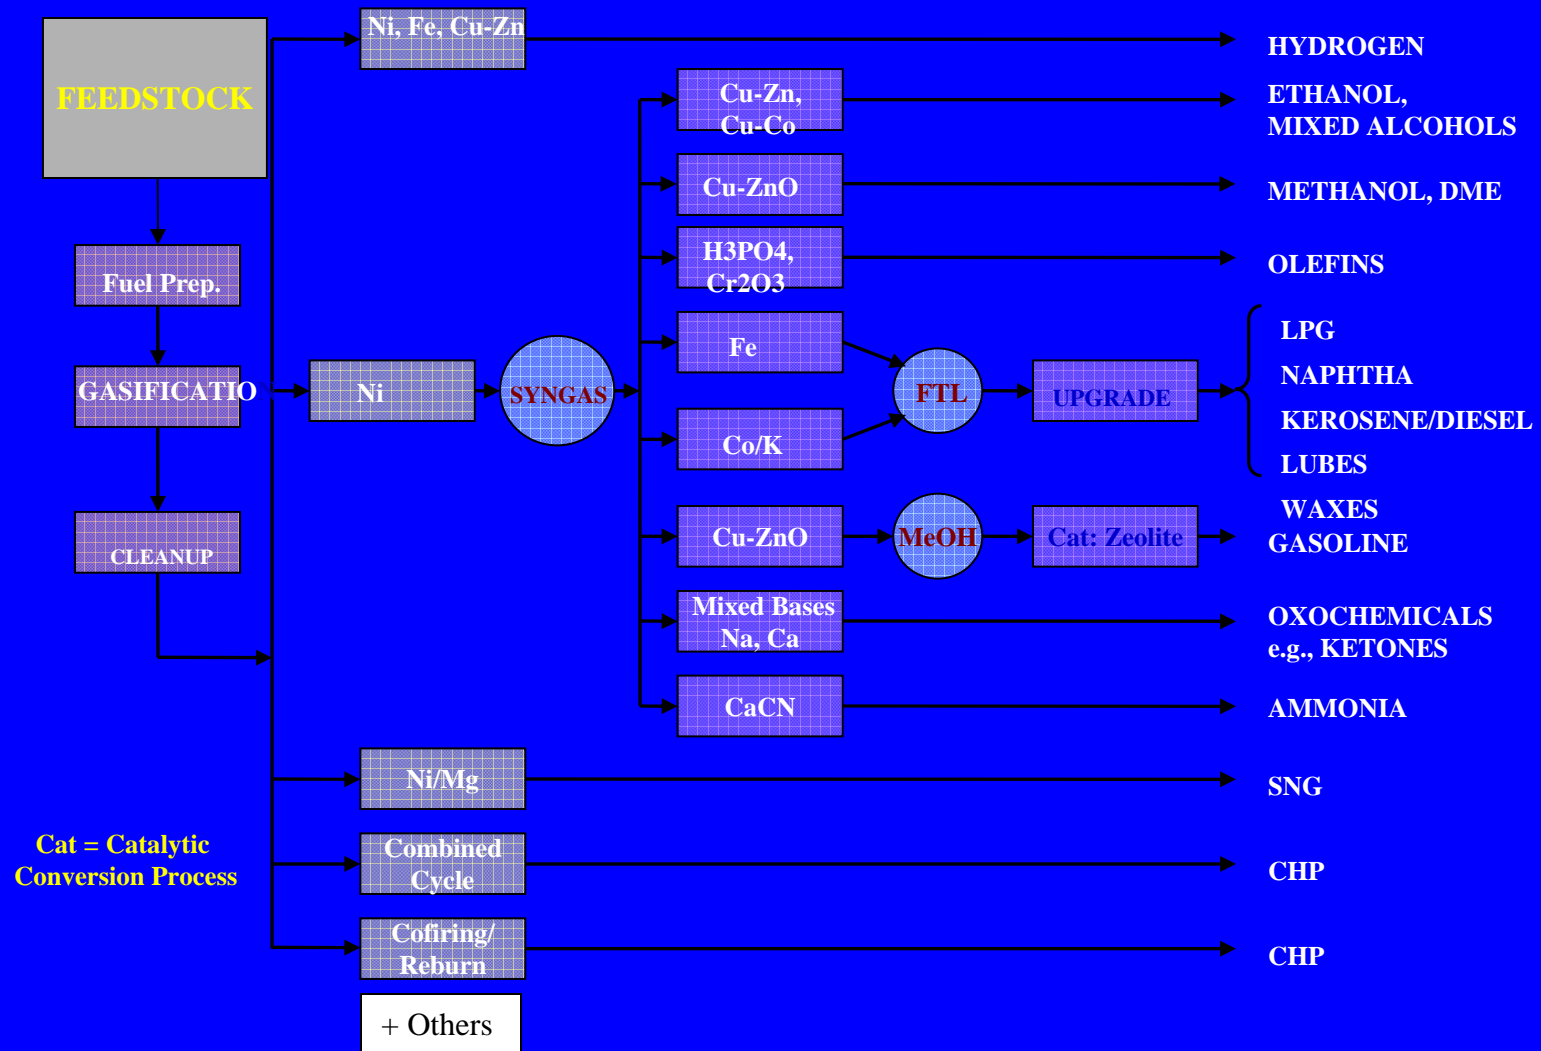 FEEDSTOCK
Fuel Prep.
GASIFICATIO
CLEANUP
Cat = Catalytic
Conversion Process
Ni, Fe, Cu-Zn
HYDROGEN
Ni
SYNGAS
Cu-Zn,
Cu-Co
ETHANOL,
MIXED ALCOHOLS
Cu-ZnO
METHANOL, DME
H3PO4,
Cr2O3
OLEFINS
Fe
Co/K
FTL
UPGRADE
LPG
NAPHTHA
KEROSENE/DIESEL
LUBES
WAXES
Cu-ZnO
MeOH
Cat: Zeolite
GASOLINE
Mixed Bases
Na, Ca
OXOCHEMICALS
e.g., KETONES
CaCN
AMMONIA
Ni/Mg
SNG
Combined
Cycle
CHP
Cofiring/
Reburn
CHP
+ Others